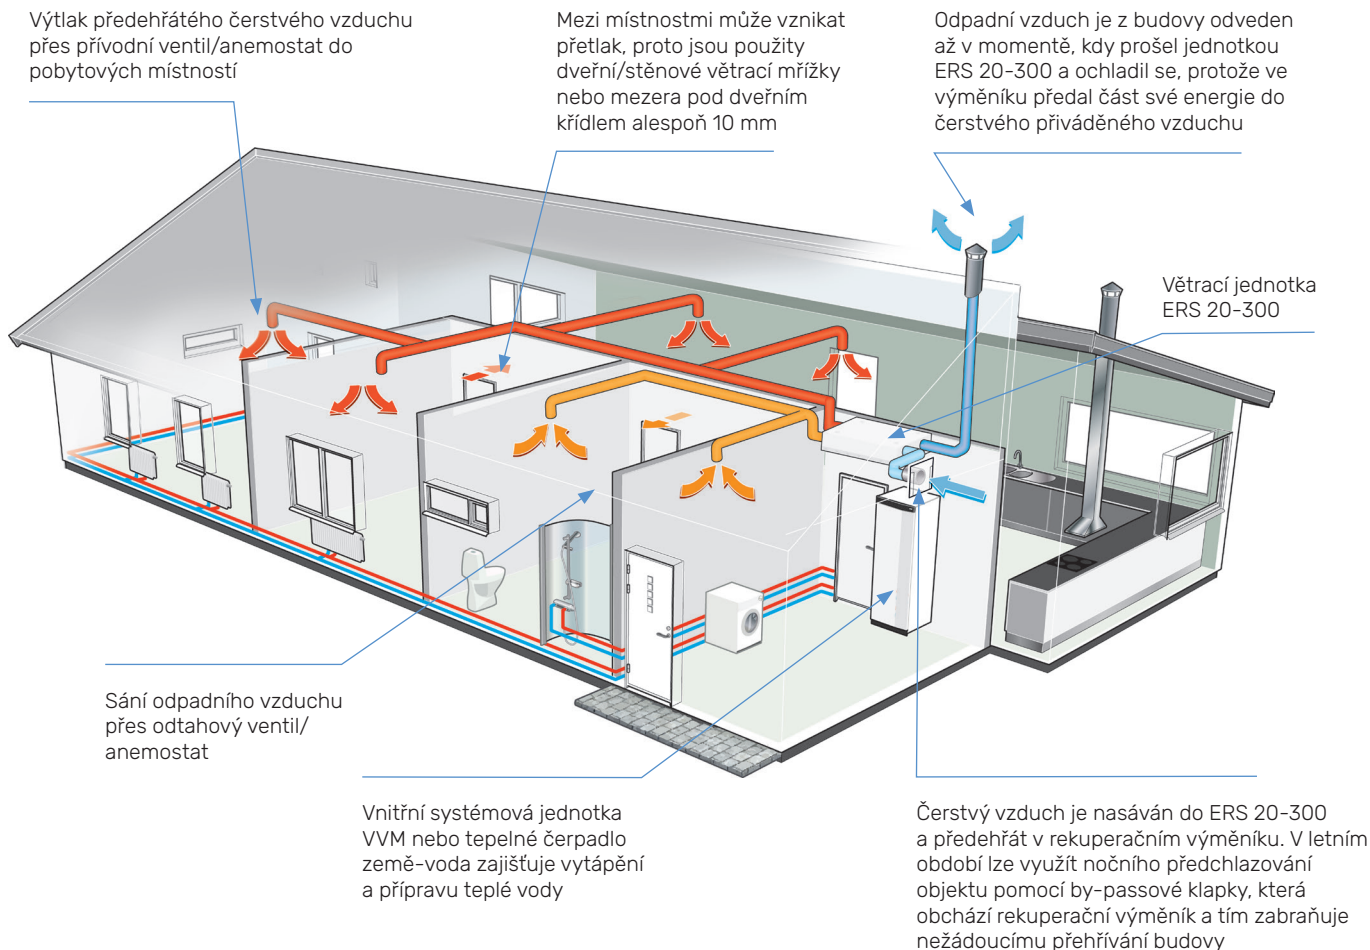 Výtlak předehřátého čerstvého vzduchu
přes přívodní ventil/anemostat do
pobytových místností
Mezi místnostmi může vznikat
přetlak, proto jsou použity
dveřní/stěnové větrací mřížky
nebo mezera pod dveřním
křídlem alespoň 10 mm
Odpadní vzduch je z budovy odveden
až v momentě, kdy prošel jednotkou
ERS 20-300 a ochladil se, protože ve
výměníku předal část své energie do
čerstvého přiváděného vzduchu
Větrací jednotka
ERS 20-300
Sání odpadního vzduchu
přes odtahový ventil/
anemostat
Vnitřní systémová jednotka
VVM nebo tepelné čerpadlo
země-voda zajišťuje vytápění
a přípravu teplé vody
Čerstvý vzduch je nasáván do ERS 20-300
a předehřát v rekuperačním výměníku. V letním
období lze využít nočního předchlazování
objektu pomocí by-passové klapky, která
obchází rekuperační výměník a tím zabraňuje
nežádoucímu přehřívání budovy